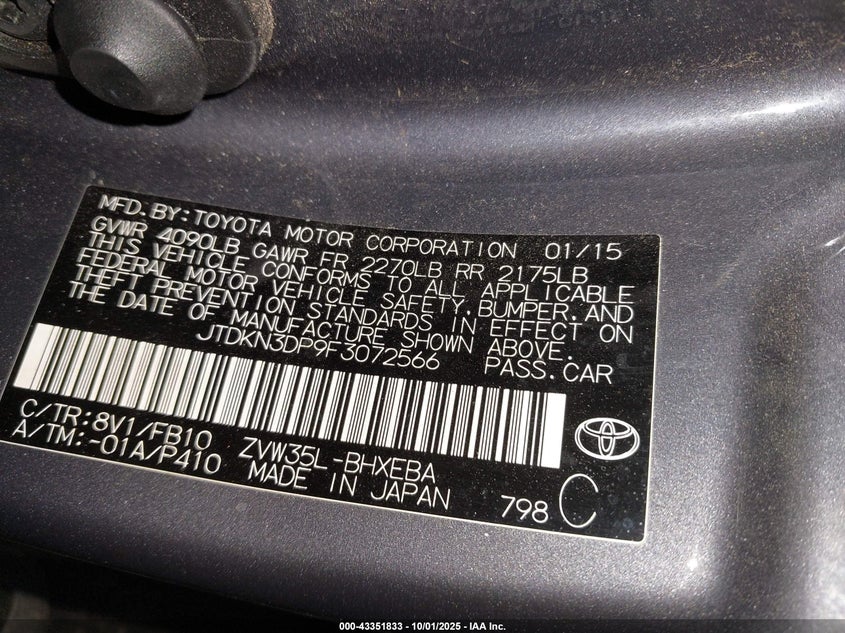 MFD.BY:TOYOTA MOTOR CORPORATION 01/15
GVWR 4090LB GAWR FR 2270LB RR 2175LB
THIS VEHICLE CONFORMS TO ALL APPLICABLE
FEDERAL MOTOR VEHICLE SAFETY,BUMPER,AND
THEFT PREVENTION STANDARDS IN EFFECT ON
THE DATE OF MANUFACTURE SHOWN ABOVE.
JTDKN3DP9F3072566 PASS.CAR
C/TR:8V1/FB10 ZVW35L-BHXEBA
A/TM:-01A/P410 MADE IN JAPAN
798 C
000-43351833 - 10/01/2025 - IAA Inc.